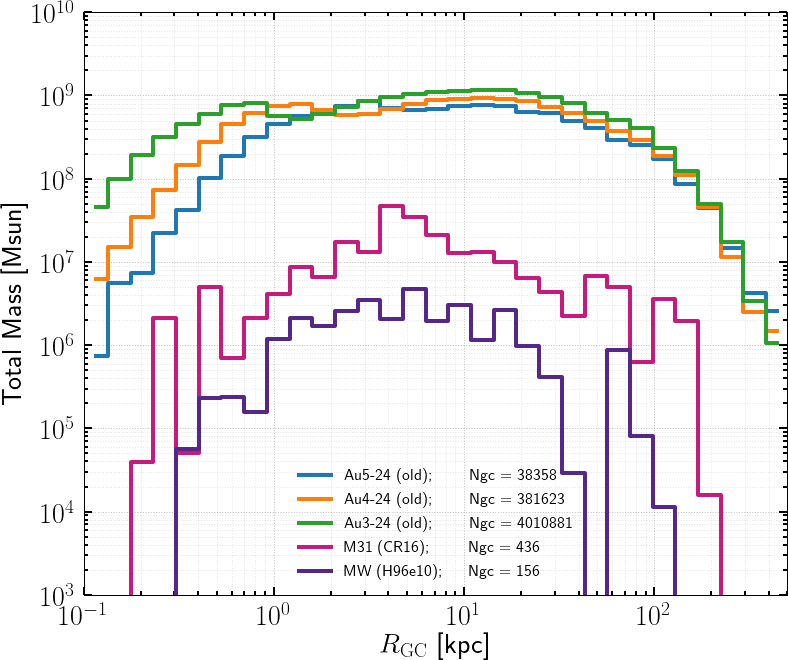 10^10
10^9
10^8
10^7
10^6
10^5
10^4
10^3
Total Mass [Msun]
Au5-24 (old); Ngc = 38358
Au4-24 (old); Ngc = 381623
Au3-24 (old); Ngc = 4010881
M31 (CR16); Ngc = 436
MW (H96e10); Ngc = 156
10^-1 10^0 10^1 10^2
R_GC [kpc]